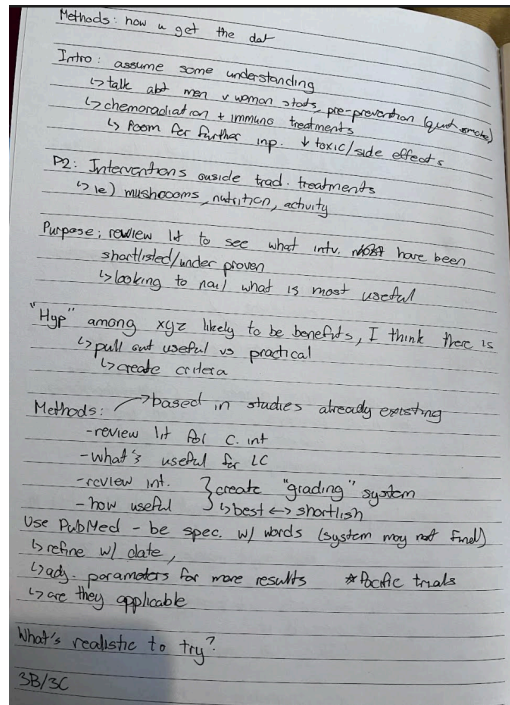 Methods: how u get the dat
Intro: assume some understanding
↳ talk abt men v woman stats, pre-prevention (quit smoke)
↳ chemoradiation + immuno treatments
↳ Room for further inp. ↓ toxic/side effects
P2: Interventions ouside trad. treatments
↳ ie) mushooms, nutrition, activity
Purpose: review lit to see what intv. have been
shortlisted/under proven
↳ looking to nail what is most useful
"Hyp" among xyz likely to be benefits, I think there is
↳ pull out useful vs practical
↳ create critera
Methods: → based in studies already existing
- review lit for C. int
- what's useful for LC
- review int. } create "grading" system
- how useful ↳ best ↔ shortlish
Use PubMed - be spec. w/ words (system may not find)
↳ refine w/ date,
↳ adj. parameters for more results * Pacific trials
↳ are they applicable
What's realistic to try?
3B/3C